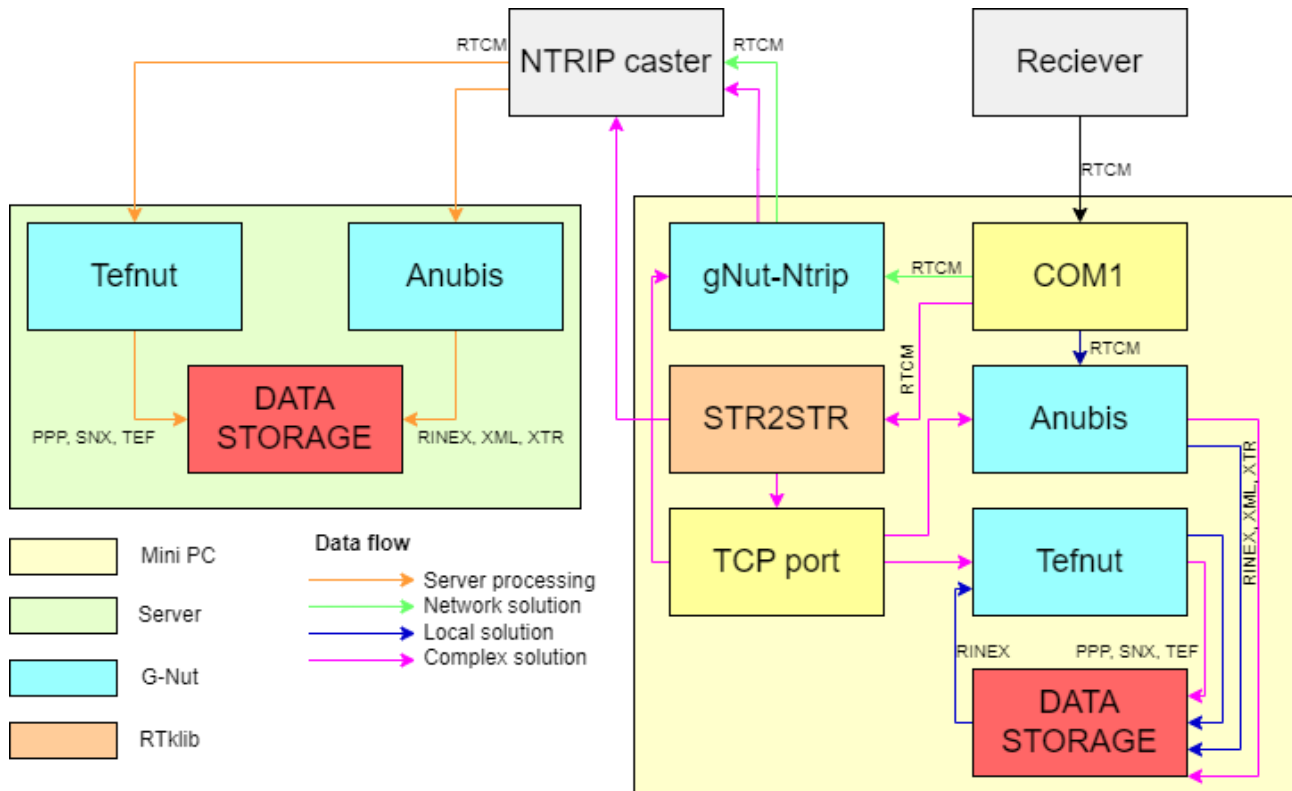 RTCM
NTRIP caster
RTCM
Reciever
RTCM
Tefnut
Anubis
gNut-Ntrip
RTCM
COM1
RTCM
RTCM
DATA
STORAGE
PPP, SNX, TEF
RINEX, XML, XTR
STR2STR
Anubis
RINEX, XML, XTR
TCP port
Tefnut
RINEX
PPP, SNX, TEF
DATA
STORAGE
Mini PC
Server
G-Nut
RTklib
Data flow
Server processing
Network solution
Local solution
Complex solution